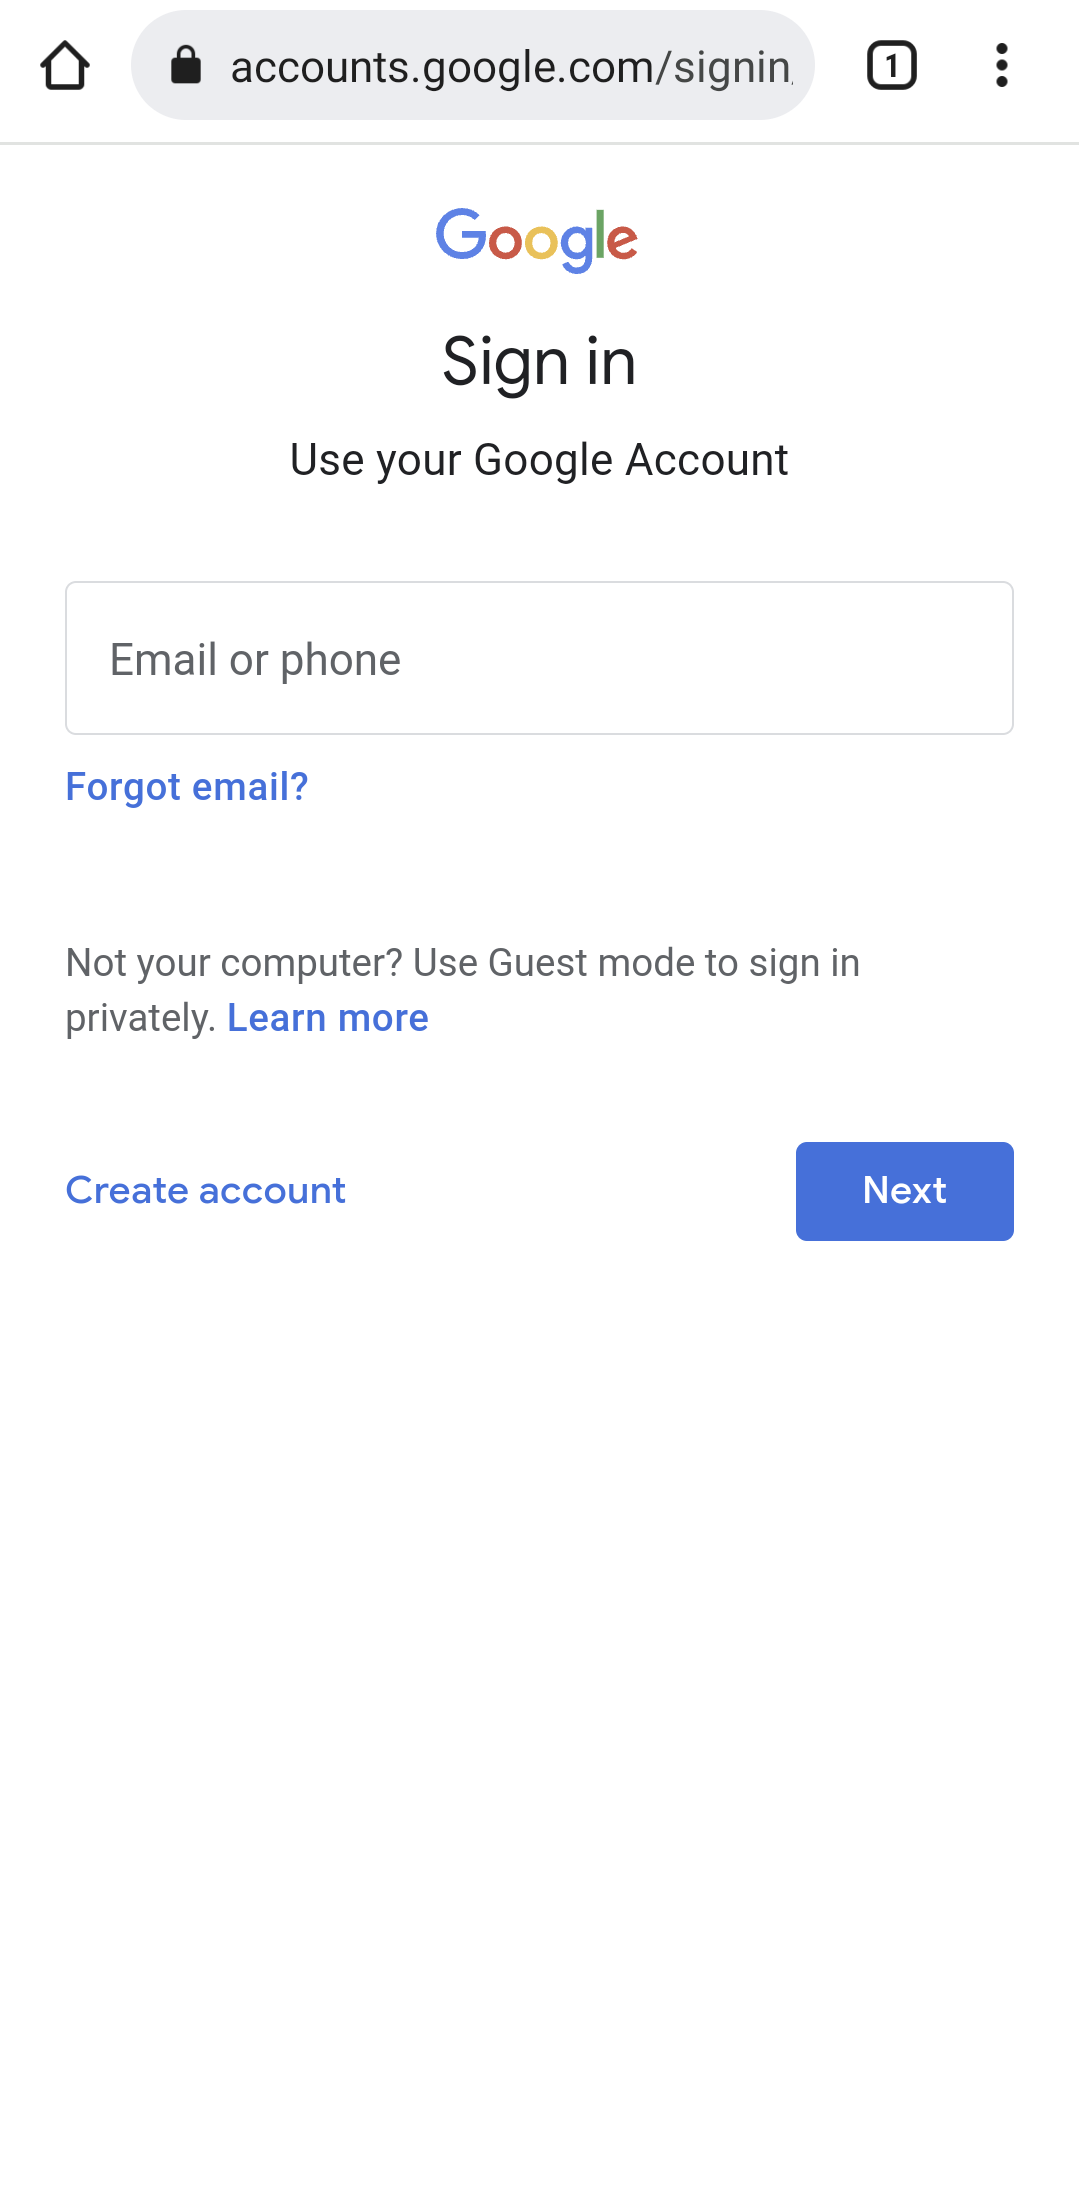 accounts.google.com/signin
1
Google
Sign in
Use your Google Account
Email or phone
Forgot email?
Not your computer? Use Guest mode to sign in
privately. Learn more
Create account
Next